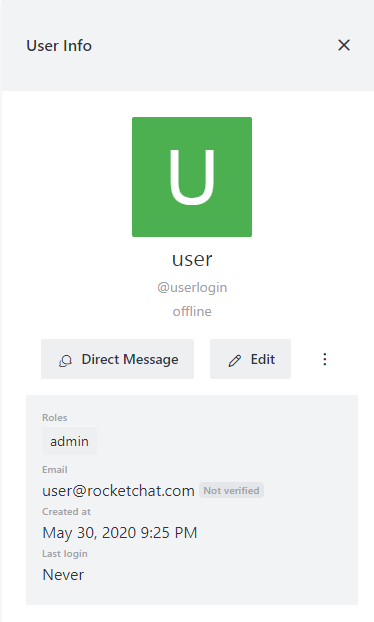 User Info
U
user
@userlogin
offline
Direct Message
Edit
Roles
admin
Email
user@rocketchat.com Not verified
Created at
May 30, 2020 9:25 PM
Last login
Never